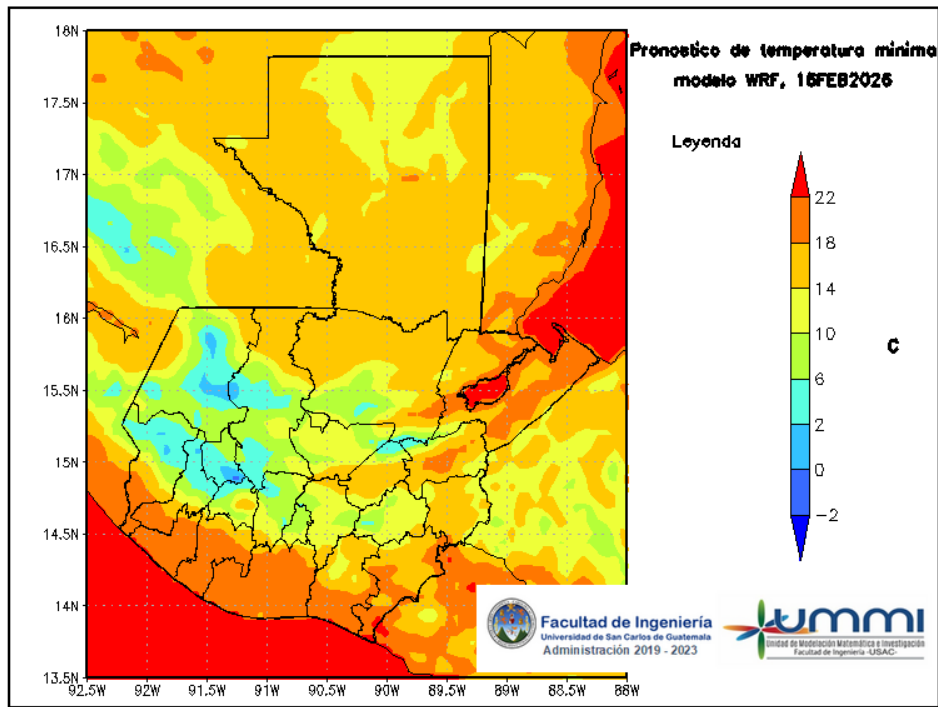 Pronostico de temperatura minima
modelo WRF, 16FEB2026
Leyenda
22
18
14
10
6
2
0
-2
C
18N
17.5N
17N
16.5N
16N
15.5N
15N
14.5N
14N
13.5N
92.5W
92W
91.5W
91W
90.5W
90W
89.5W
89W
88.5W
88W
Facultad de Ingeniería
Universidad de San Carlos de Guatemala
Administración 2019 - 2023
UMMI
Unidad de Modelación Matemática e Investigación
Facultad de Ingeniería -USAC-